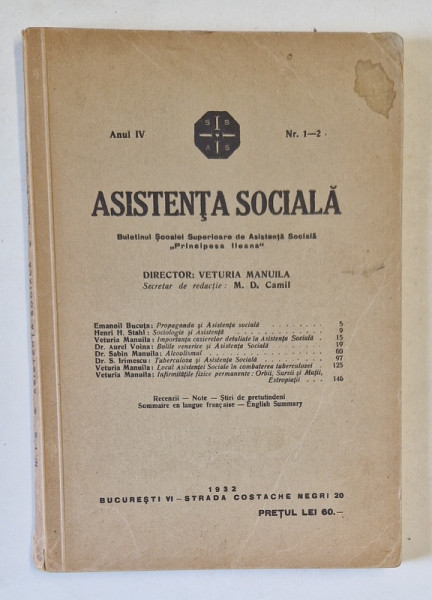 Anul IV
S S A S
Nr. 1—2
ASISTENŢA SOCIALĂ
Buletinul Şcoalei Superioare de Asistenţă Socială
„Principesa Ileana"
DIRECTOR: VETURIA MANUILA
Secretar de redacţie: M. D. Camil
Emanoil Bucuţa: Propaganda şi Asistenţa socială . . . . . . . . 5
Henri H. Stahl: Sociologie şi Asistenţă . . . . . . . . 9
Veturia Manuila: Importanţa cazierelor detaliate în Asistenţa Socială . . 15
Dr. Aurel Voina: Bolile venerice şi Asistenţa Socială . . . . . . 19
Dr. Sabin Manuila: Alcoolismul . . . . . . . . 60
Dr. S. Irimescu: Tuberculoza şi Asistenţa Socială . . . . . . 97
Veturia Manuila: Locul Asistenţei Sociale în combaterea tuberculozei 125
Veturia Manuila: Infirmităţile fizice permanente: Orbii, Surzii şi Muţii,
Estropiaţii . . . 146
Recenzii — Note — Ştiri de pretutindeni
Sommaire en langue française — English Summary
1932
BUCUREŞTI VI — STRADA COSTACHE NEGRI 20
PREŢUL LEI 60.—